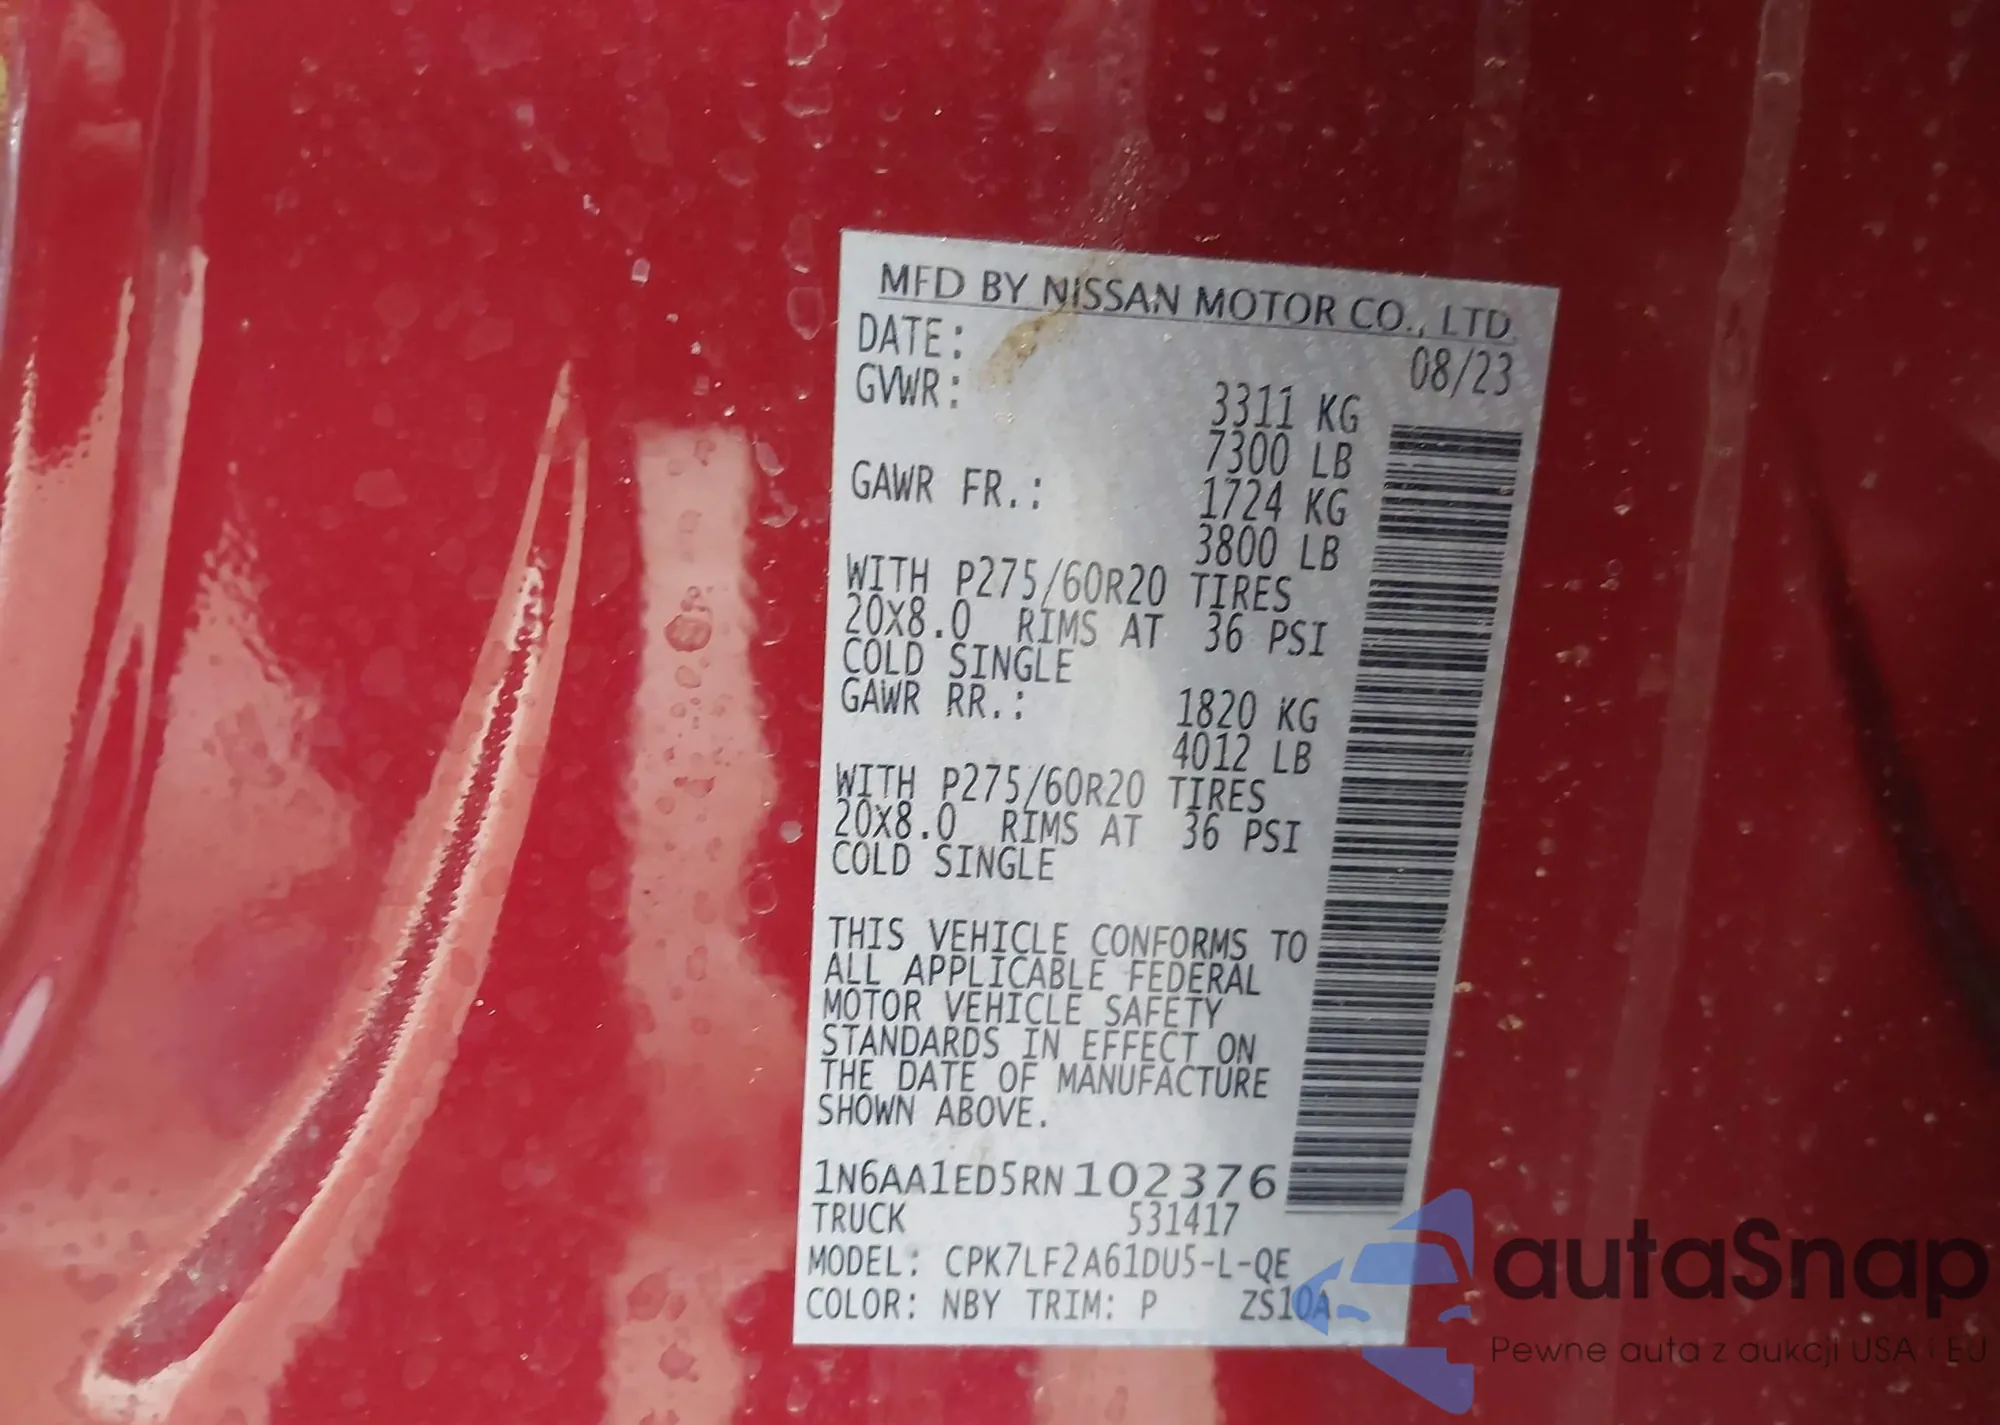 MFD BY NISSAN MOTOR CO., LTD.
DATE: 08/23
GVWR: 3311 KG
7300 LB
GAWR FR.: 1724 KG
3800 LB
WITH P275/60R20 TIRES
20X8.0 RIMS AT 36 PSI
COLD SINGLE
GAWR RR.: 1820 KG
4012 LB
WITH P275/60R20 TIRES
20X8.0 RIMS AT 36 PSI
COLD SINGLE
THIS VEHICLE CONFORMS TO
ALL APPLICABLE FEDERAL
MOTOR VEHICLE SAFETY
STANDARDS IN EFFECT ON
THE DATE OF MANUFACTURE
SHOWN ABOVE.
1N6AA1ED5RN102376
TRUCK 531417
MODEL: CPK7LF2A61DU5-L-QE
COLOR: NBY TRIM: P ZS10A
autaSnap
Pewne auta z aukcji USA i EU